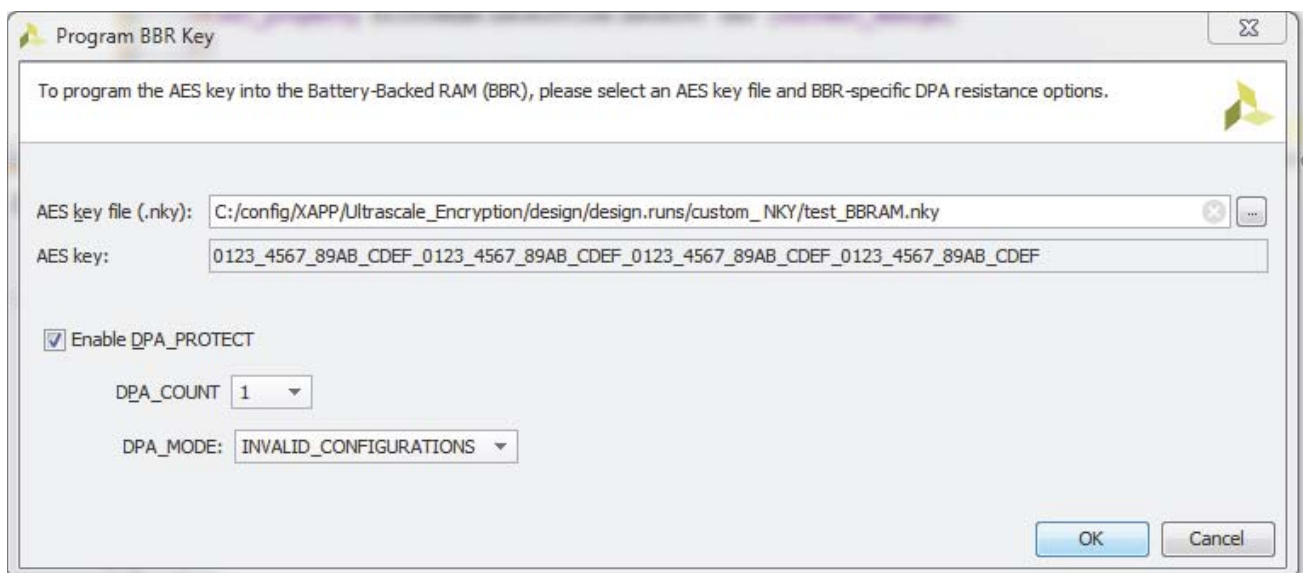 Program BBR Key
To program the AES key into the Battery-Backed RAM (BBR), please select an AES key file and BBR-specific DPA resistance options.
AES key file (.nky): C:/config/XAPP/Ultrascale_Encryption/design/design.runs/custom_ NKY/test_BBRAM.nky ...
AES key: 0123_4567_89AB_CDEF_0123_4567_89AB_CDEF_0123_4567_89AB_CDEF_0123_4567_89AB_CDEF
Enable DPA_PROTECT
DPA_COUNT 1
DPA_MODE: INVALID_CONFIGURATIONS
OK Cancel